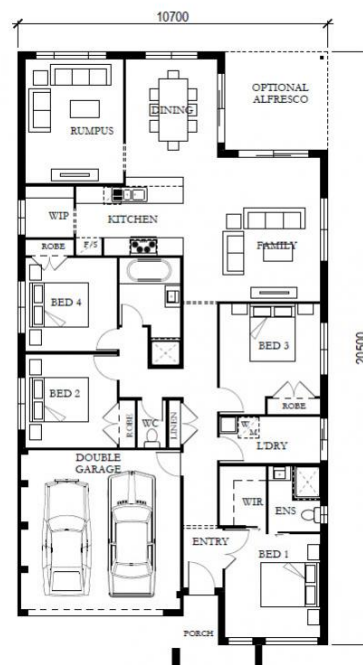 10700
OPTIONAL
ALFRESCO
DINING
RUMPUS
WIP
KITCHEN
ROBE
F/S
FAMILY
BED 4
BED 3
20500
BED 2
ROBE
ROBE
WC
LINEN
W
M
L'DRY
DOUBLE
GARAGE
WIR
ENS
ENTRY
BED 1
PORCH